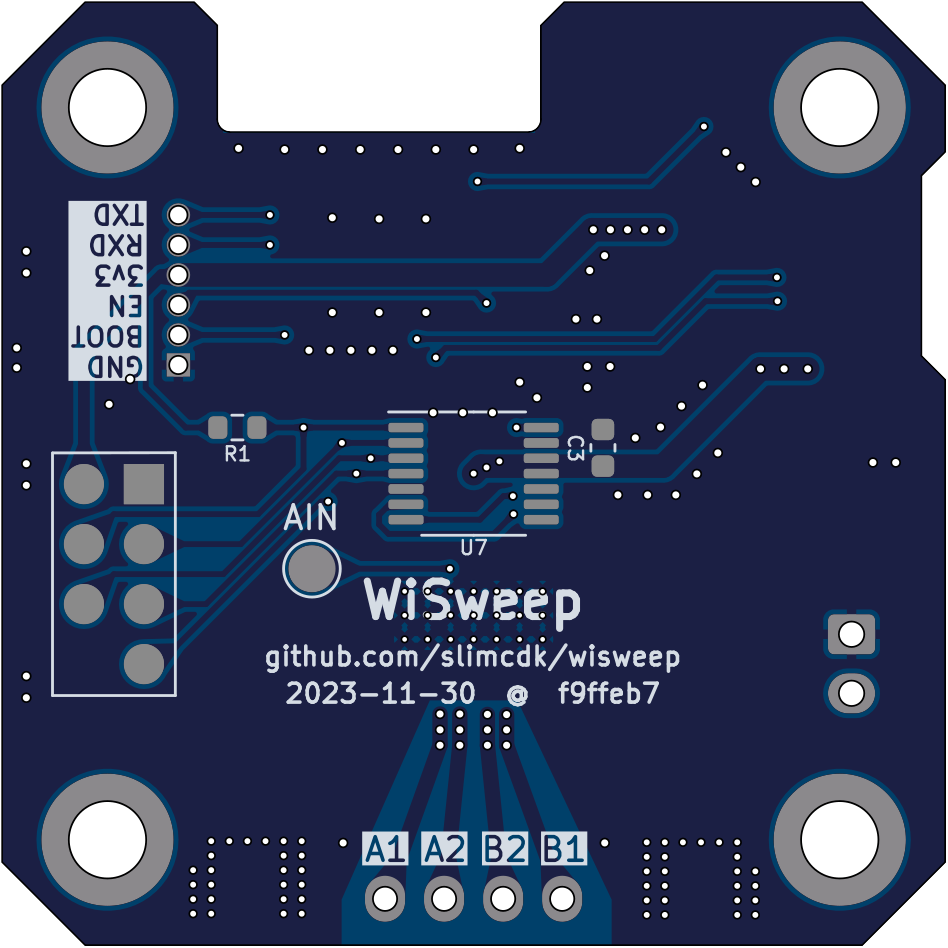 TXD
RXD
3v3
EN
BOOT
GND
R1
C3
AIN
U7
WiSweep
github.com/slimcdk/wisweep
2023-11-30 @ f9ffeb7
A1 A2 B2 B1